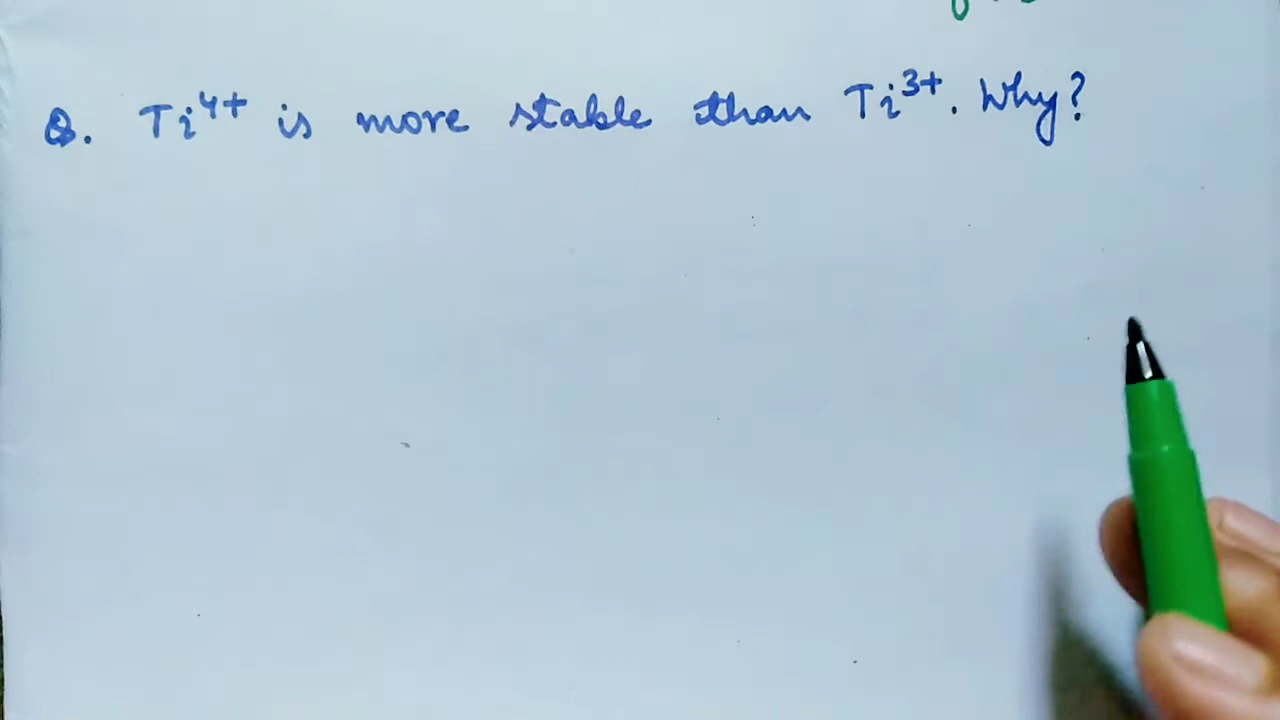 Q. Ti⁴⁺ is more stable than Ti³⁺. Why?